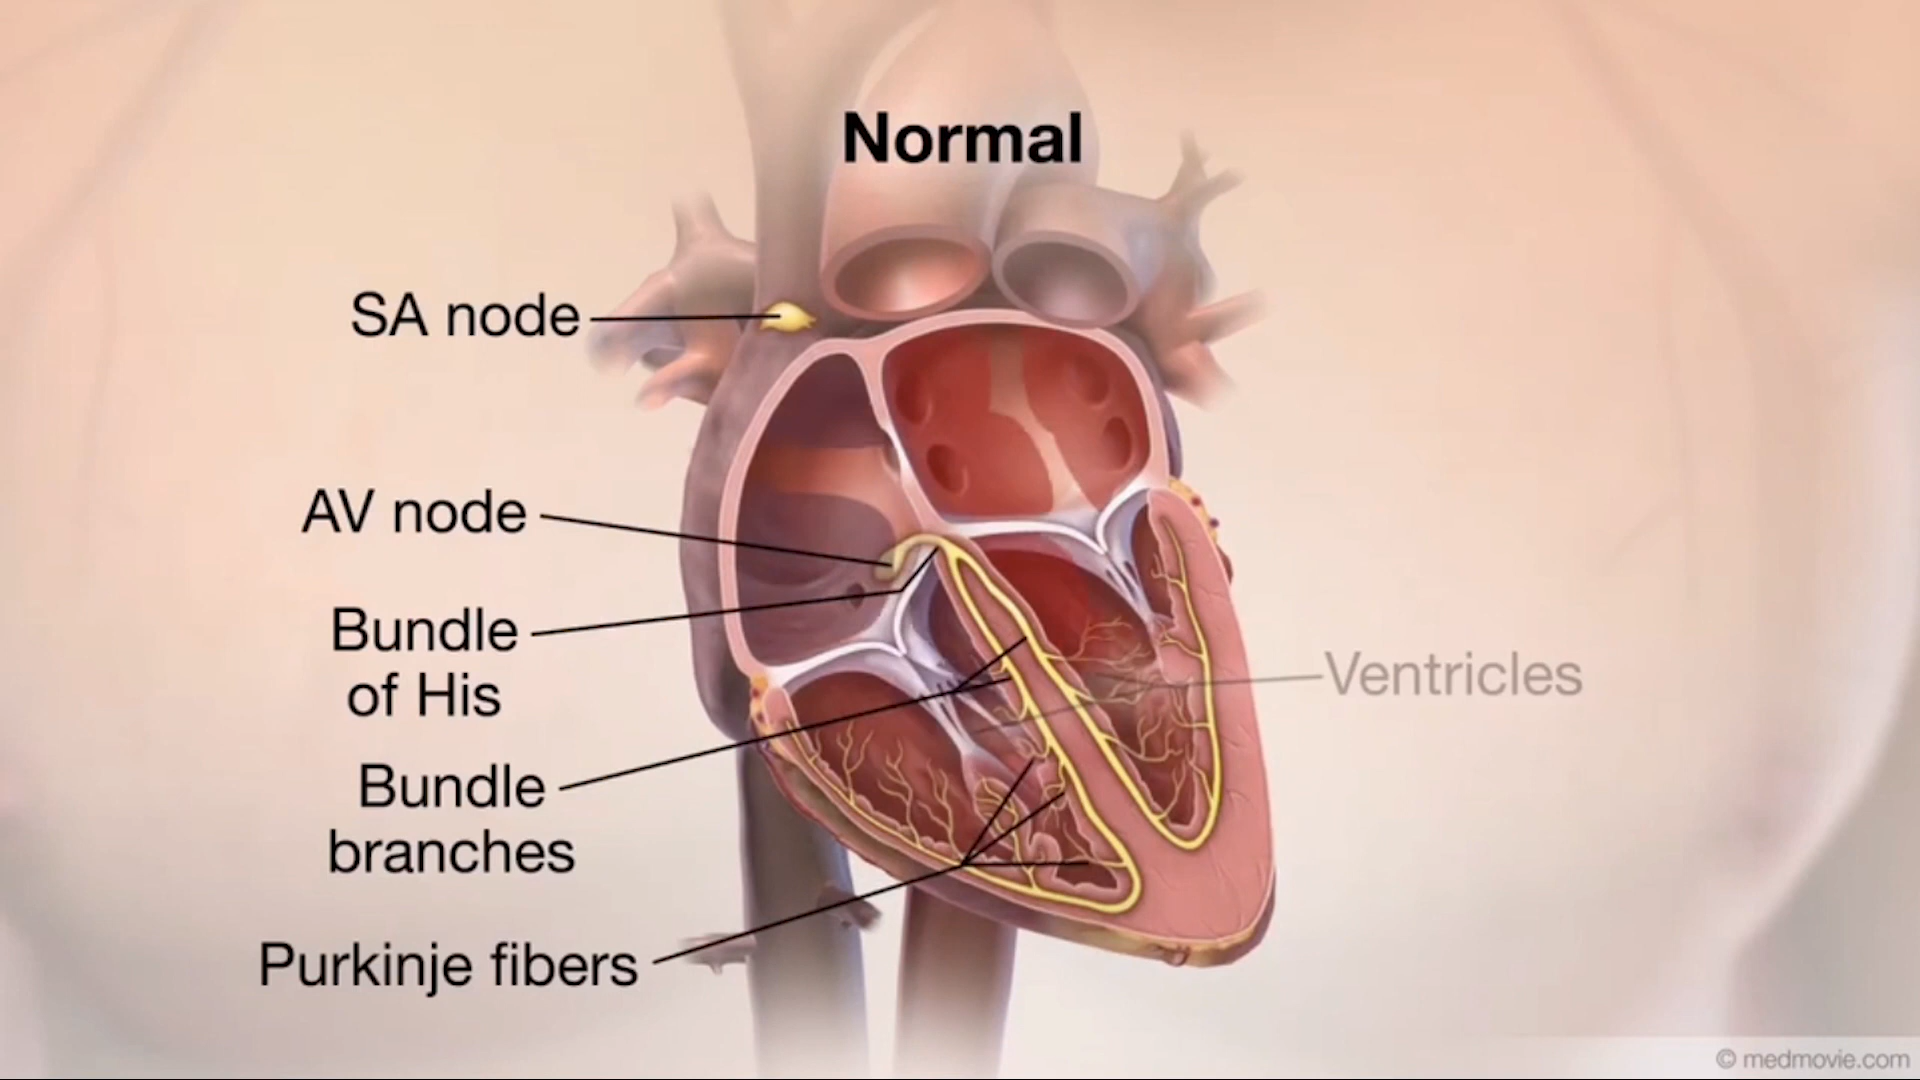 Normal
SA node
AV node
Bundle
of His
Ventricles
Bundle
branches
Purkinje fibers
© medmovie.com